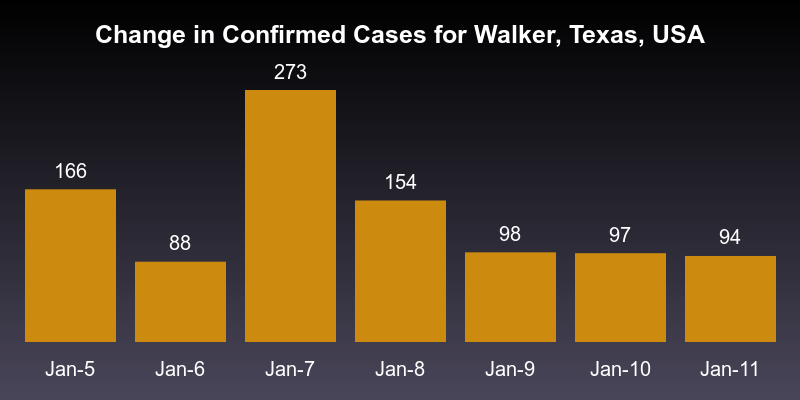 Change in Confirmed Cases for Walker, Texas, USA
273
166
154
98
97
94
88
Jan-5
Jan-6
Jan-7
Jan-8
Jan-9
Jan-10
Jan-11